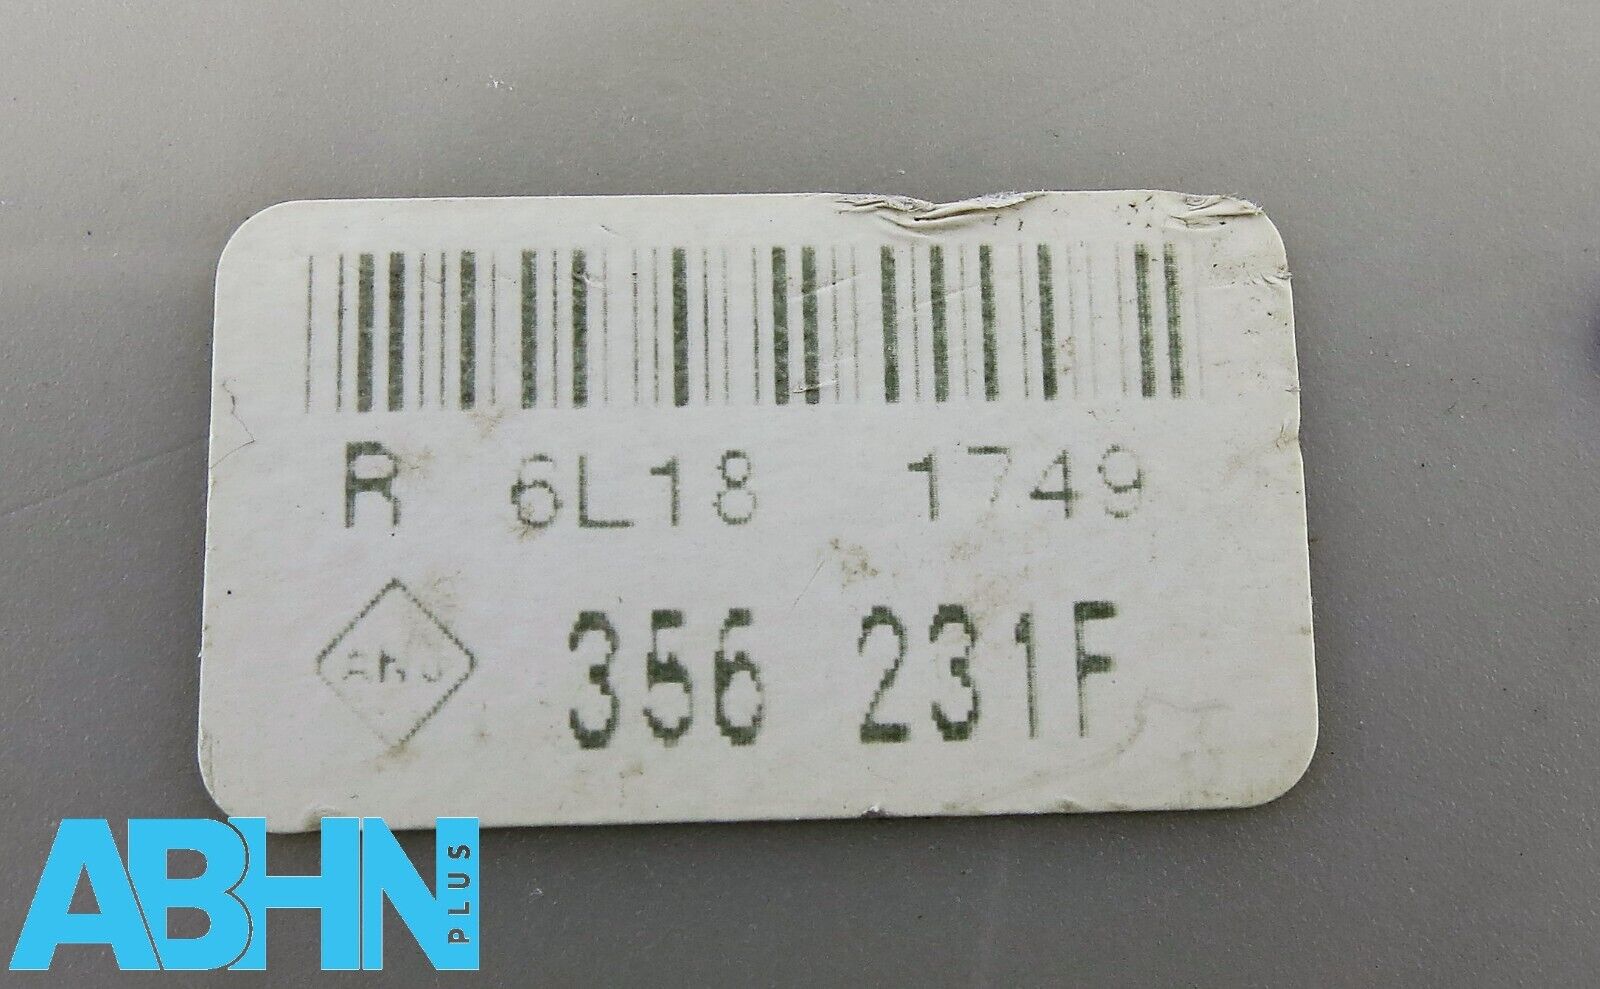 R 6L18 1749
356 231F
ABHN
PLUS